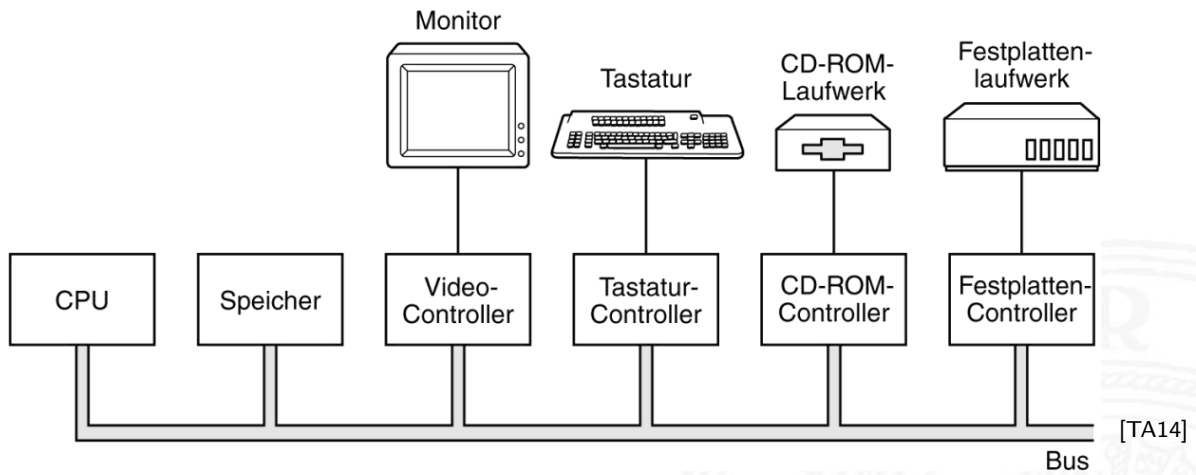 Monitor
Tastatur
CD-ROM-
Laufwerk
Festplatten-
laufwerk
CPU
Speicher
Video-
Controller
Tastatur-
Controller
CD-ROM-
Controller
Festplatten-
Controller
[TA14]
Bus